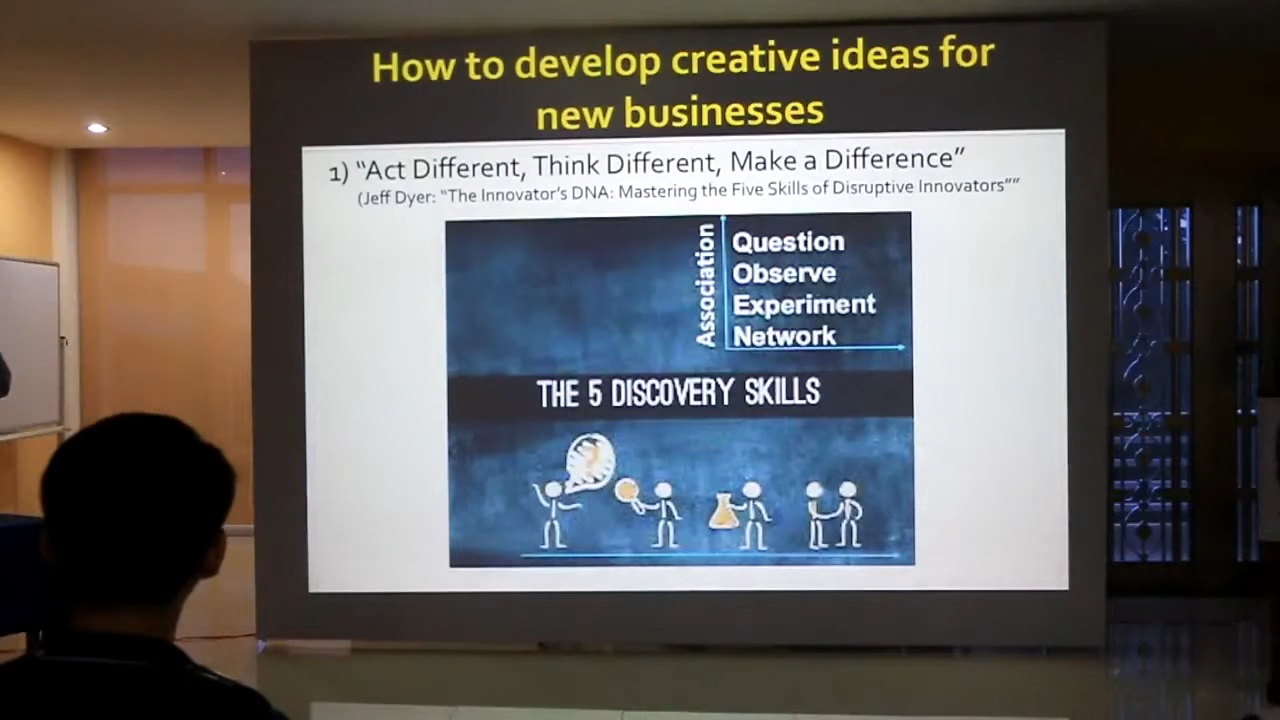 How to develop creative ideas for
new businesses
1) “Act Different, Think Different, Make a Difference”
(Jeff Dyer: “The Innovator’s DNA: Mastering the Five Skills of Disruptive Innovators””
Association
Question
Observe
Experiment
Network
THE 5 DISCOVERY SKILLS
?